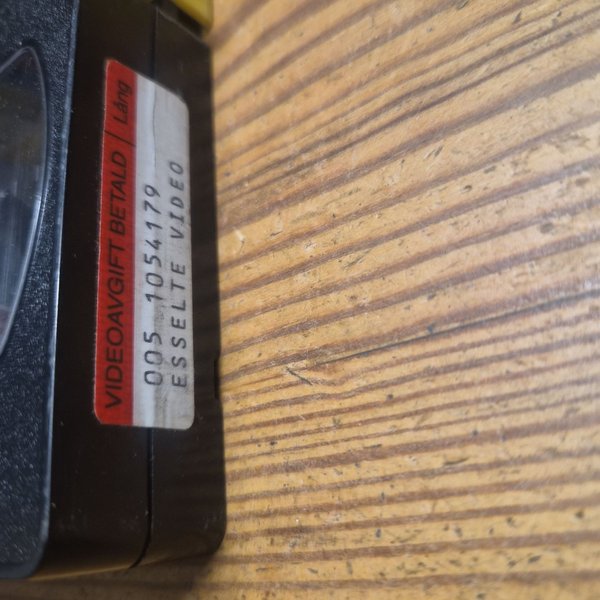 VIDEOAVGIFT BETALD | Lång
005 1054179
ESSELTE VIDEO